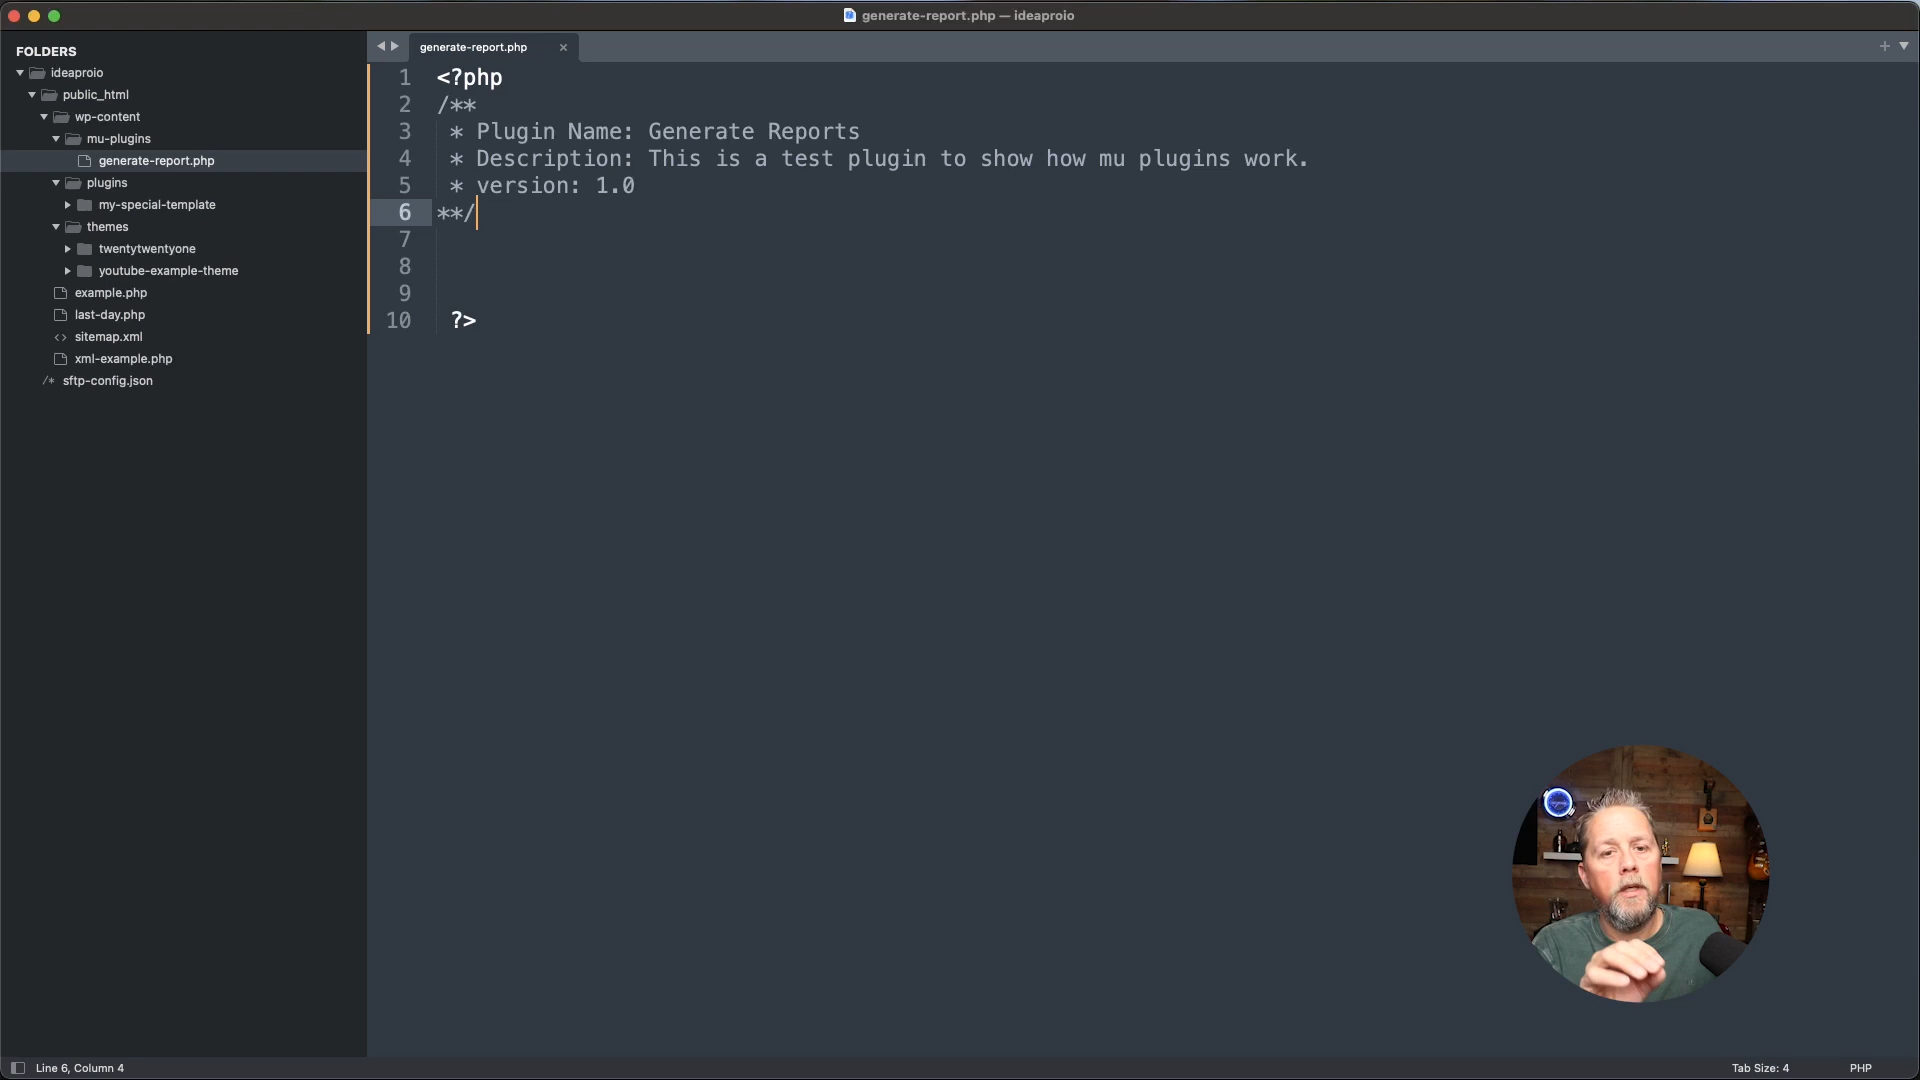 generate-report.php — ideaproio
FOLDERS
ideaproio
public_html
wp-content
mu-plugins
generate-report.php
plugins
my-special-template
themes
twentytwentyone
youtube-example-theme
example.php
last-day.php
<> sitemap.xml
xml-example.php
/* sftp-config.json
generate-report.php ×
1 <?php
2 /**
3 * Plugin Name: Generate Reports
4 * Description: This is a test plugin to show how mu plugins work.
5 * version: 1.0
6 **/
7
8
9
10 ?>
Line 6, Column 4
Tab Size: 4
PHP